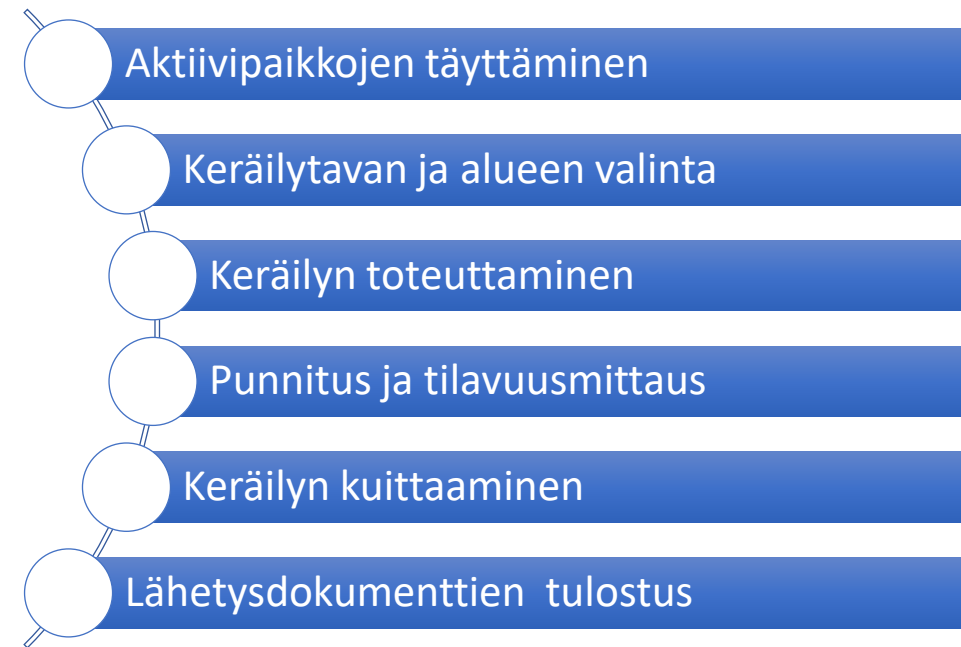 Aktiivipaikkojen täyttäminen
Keräilytavan ja alueen valinta
Keräilyn toteuttaminen
Punnitus ja tilavuusmittaus
Keräilyn kuittaaminen
Lähetysdokumenttien  tulostus